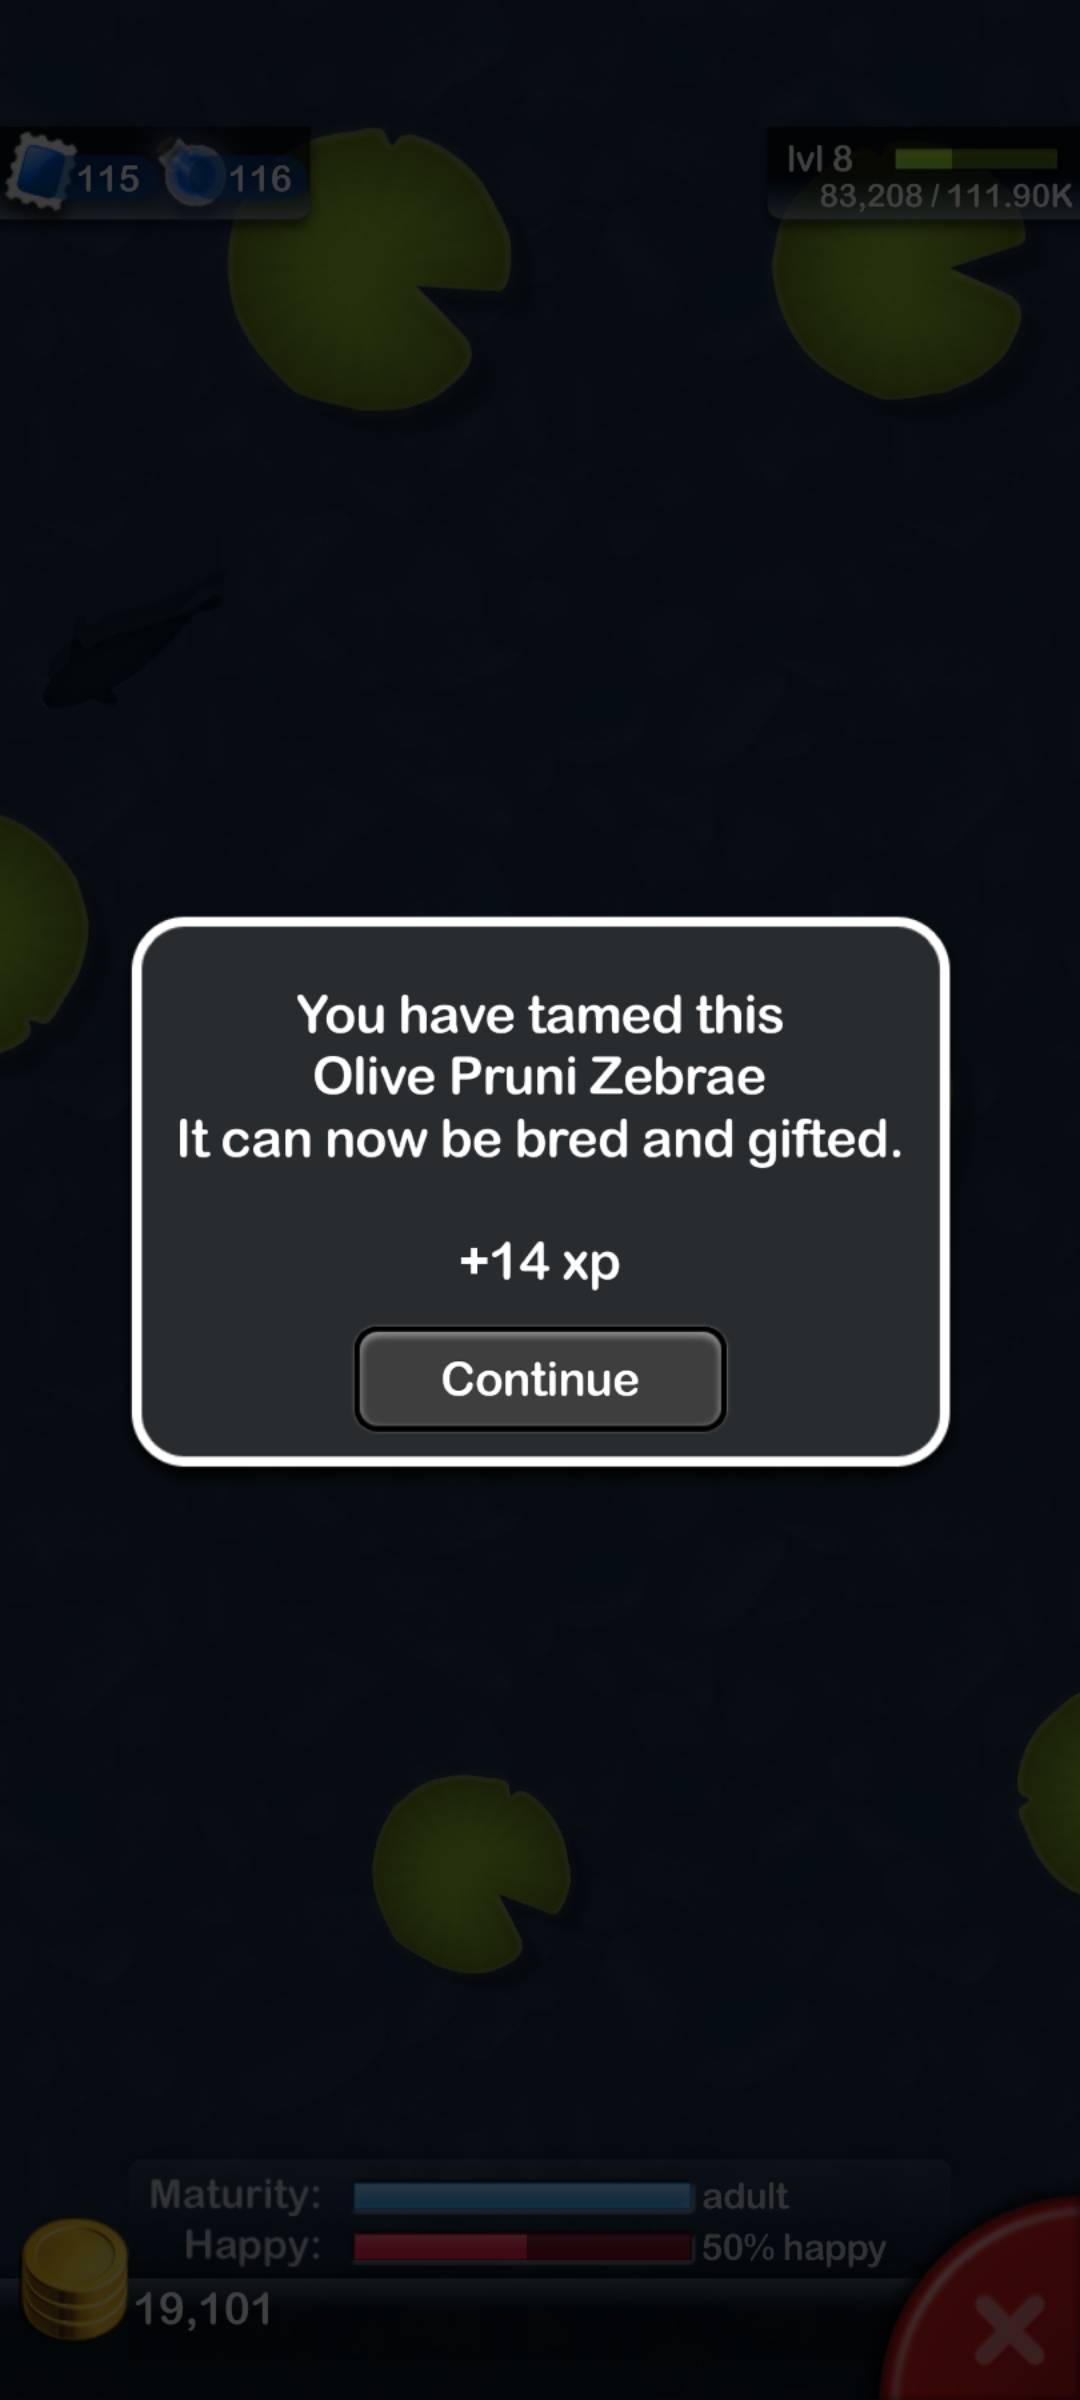 115 116
lvl 8
83,208 / 111.90K
You have tamed this
Olive Pruni Zebrae
It can now be bred and gifted.
+14 xp
Continue
Maturity: adult
Happy: 50% happy
19,101